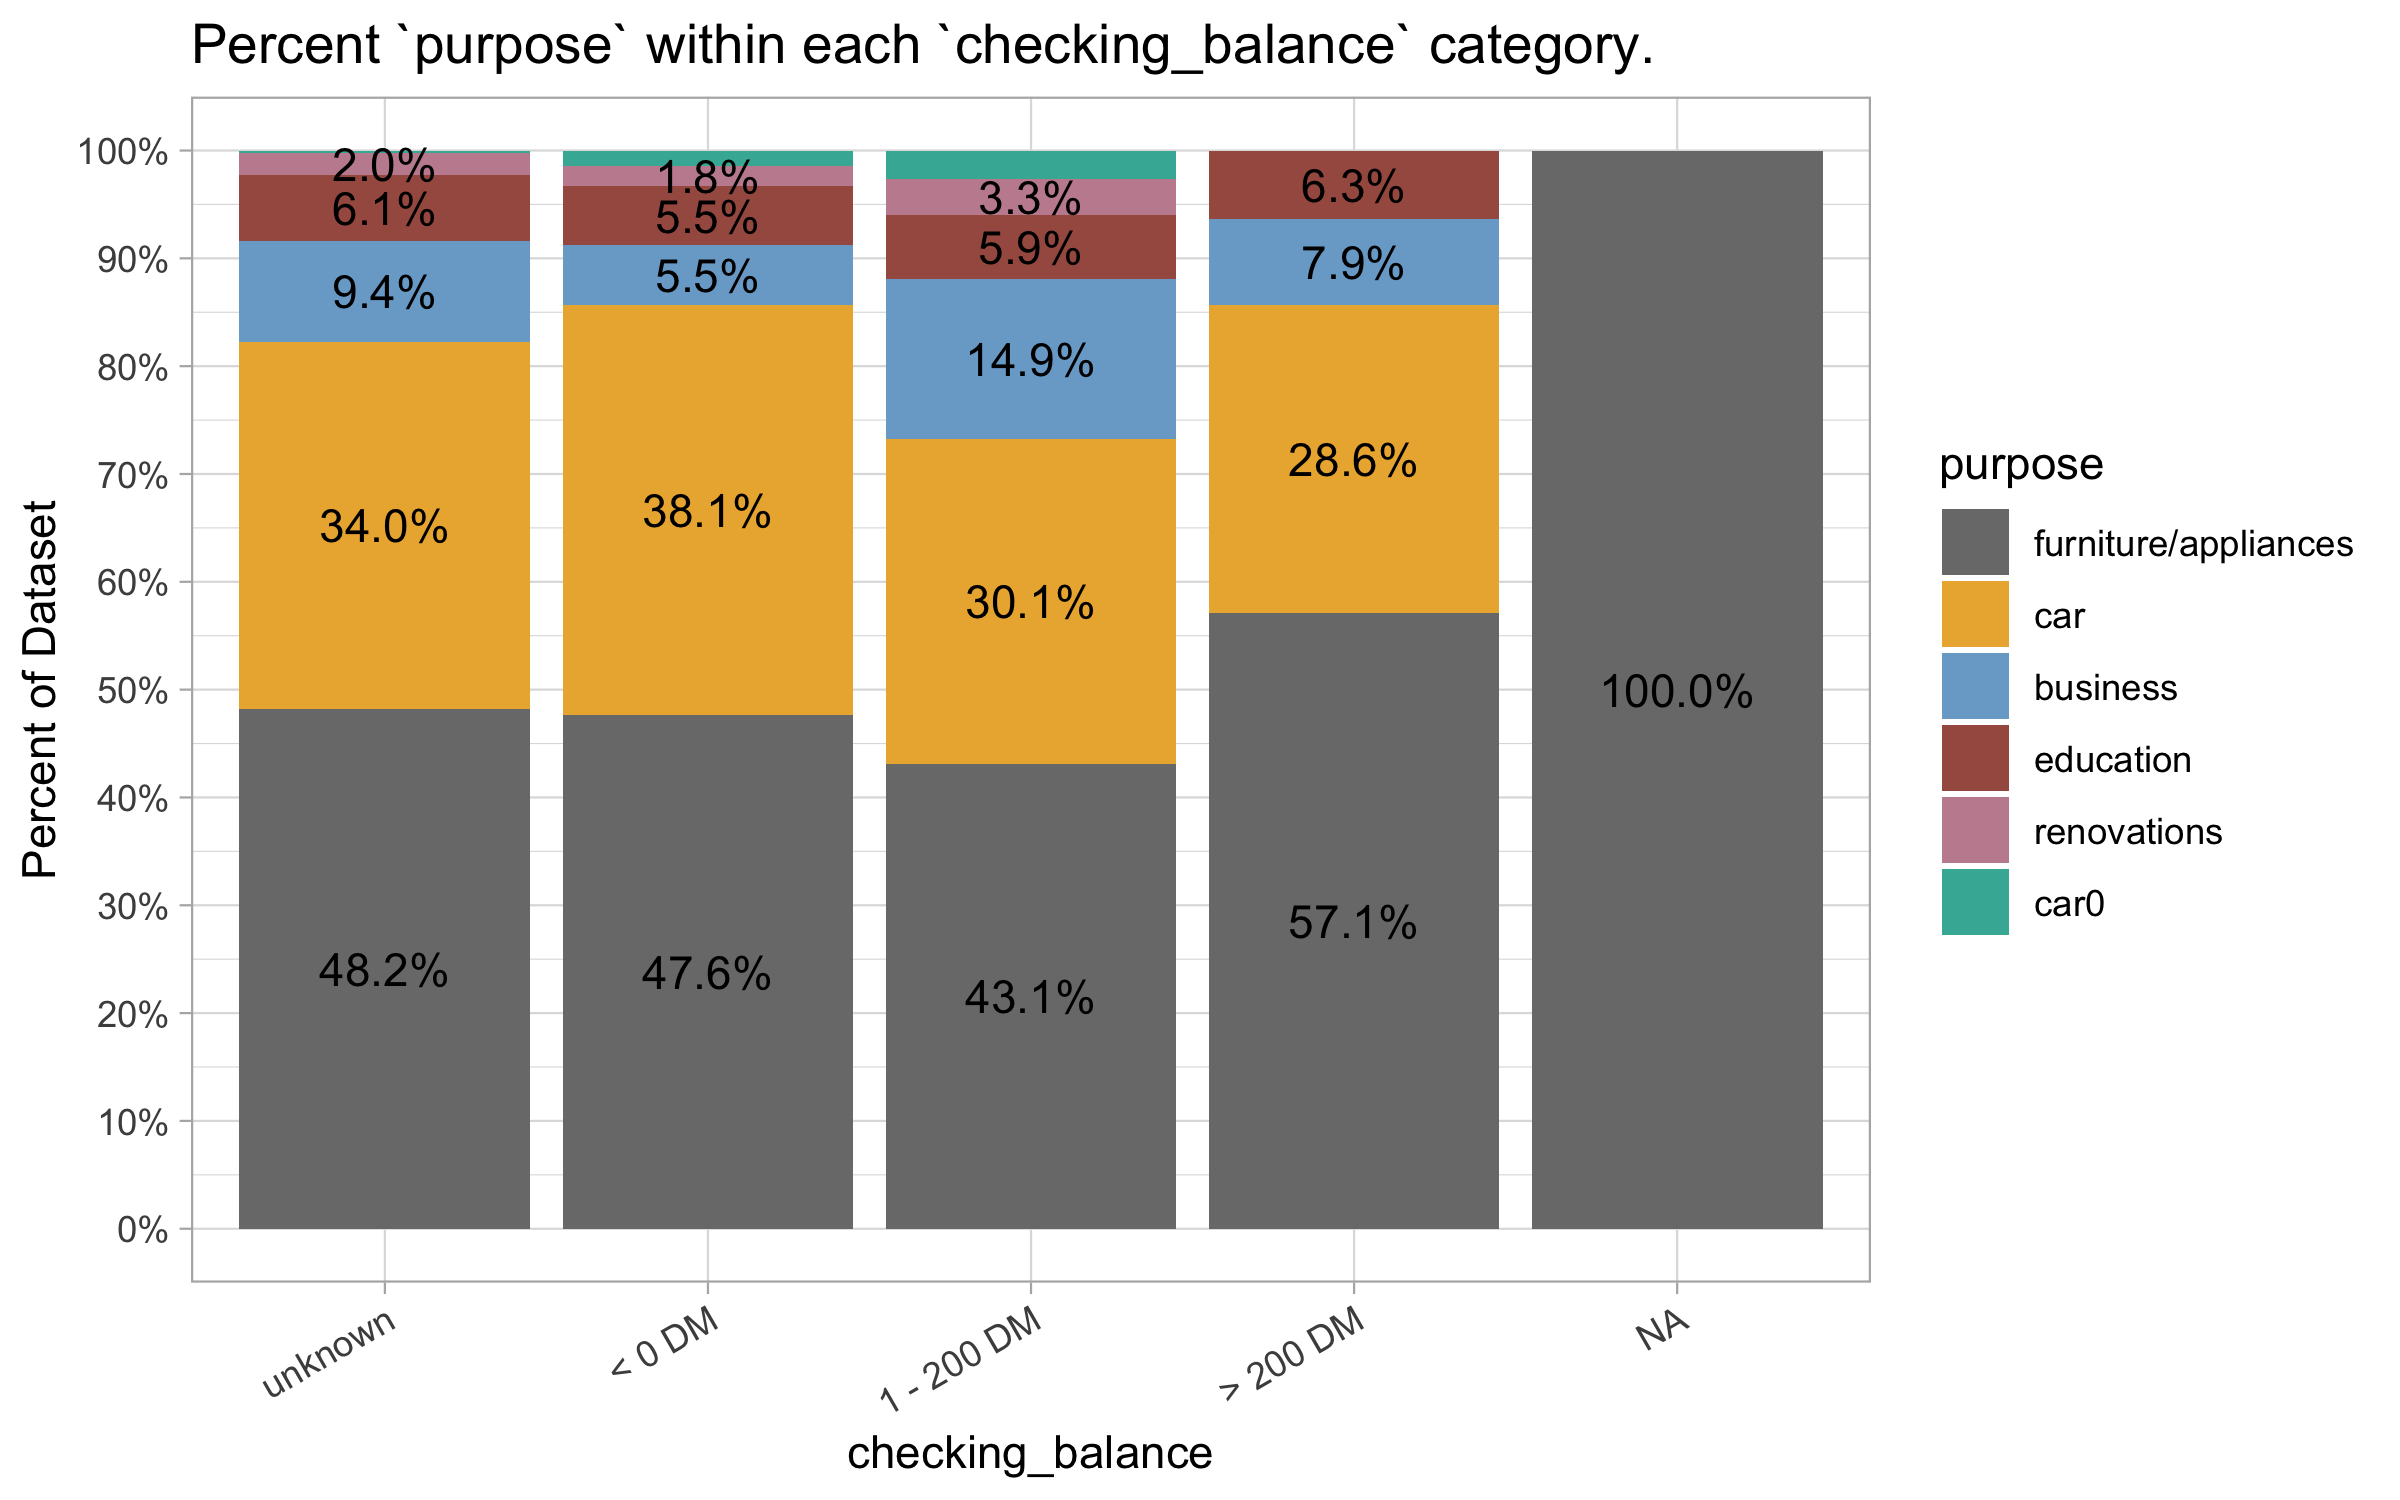 Percent `purpose` within each `checking_balance` category.
Percent of Dataset
100%
90%
80%
70%
60%
50%
40%
30%
20%
10%
0%
2.0%
6.1%
9.4%
34.0%
48.2%
1.8%
5.5%
5.5%
38.1%
47.6%
3.3%
5.9%
14.9%
30.1%
43.1%
6.3%
7.9%
28.6%
57.1%
100.0%
unknown
< 0 DM
1 - 200 DM
> 200 DM
NA
checking_balance
purpose
furniture/appliances
car
business
education
renovations
car0